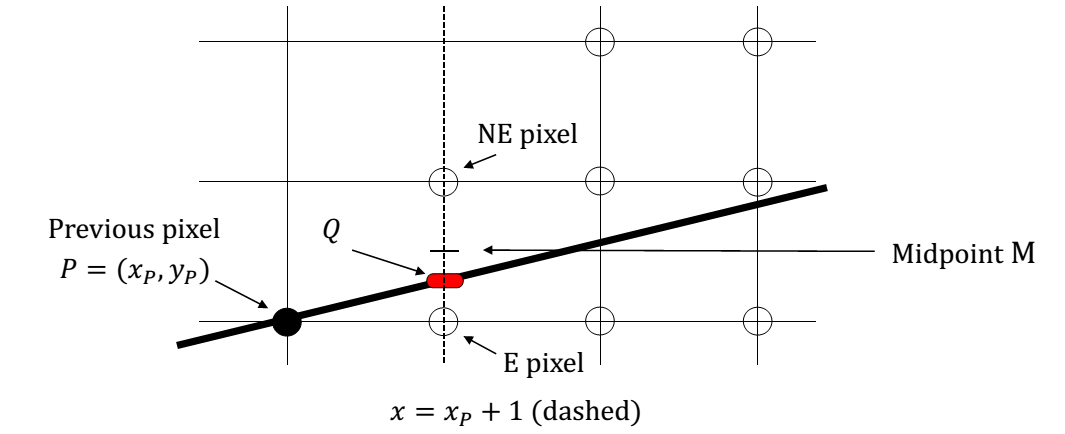 NE pixel
Previous pixel
P = (x_P, y_P)
Q
Midpoint M
E pixel
x = x_P + 1 (dashed)